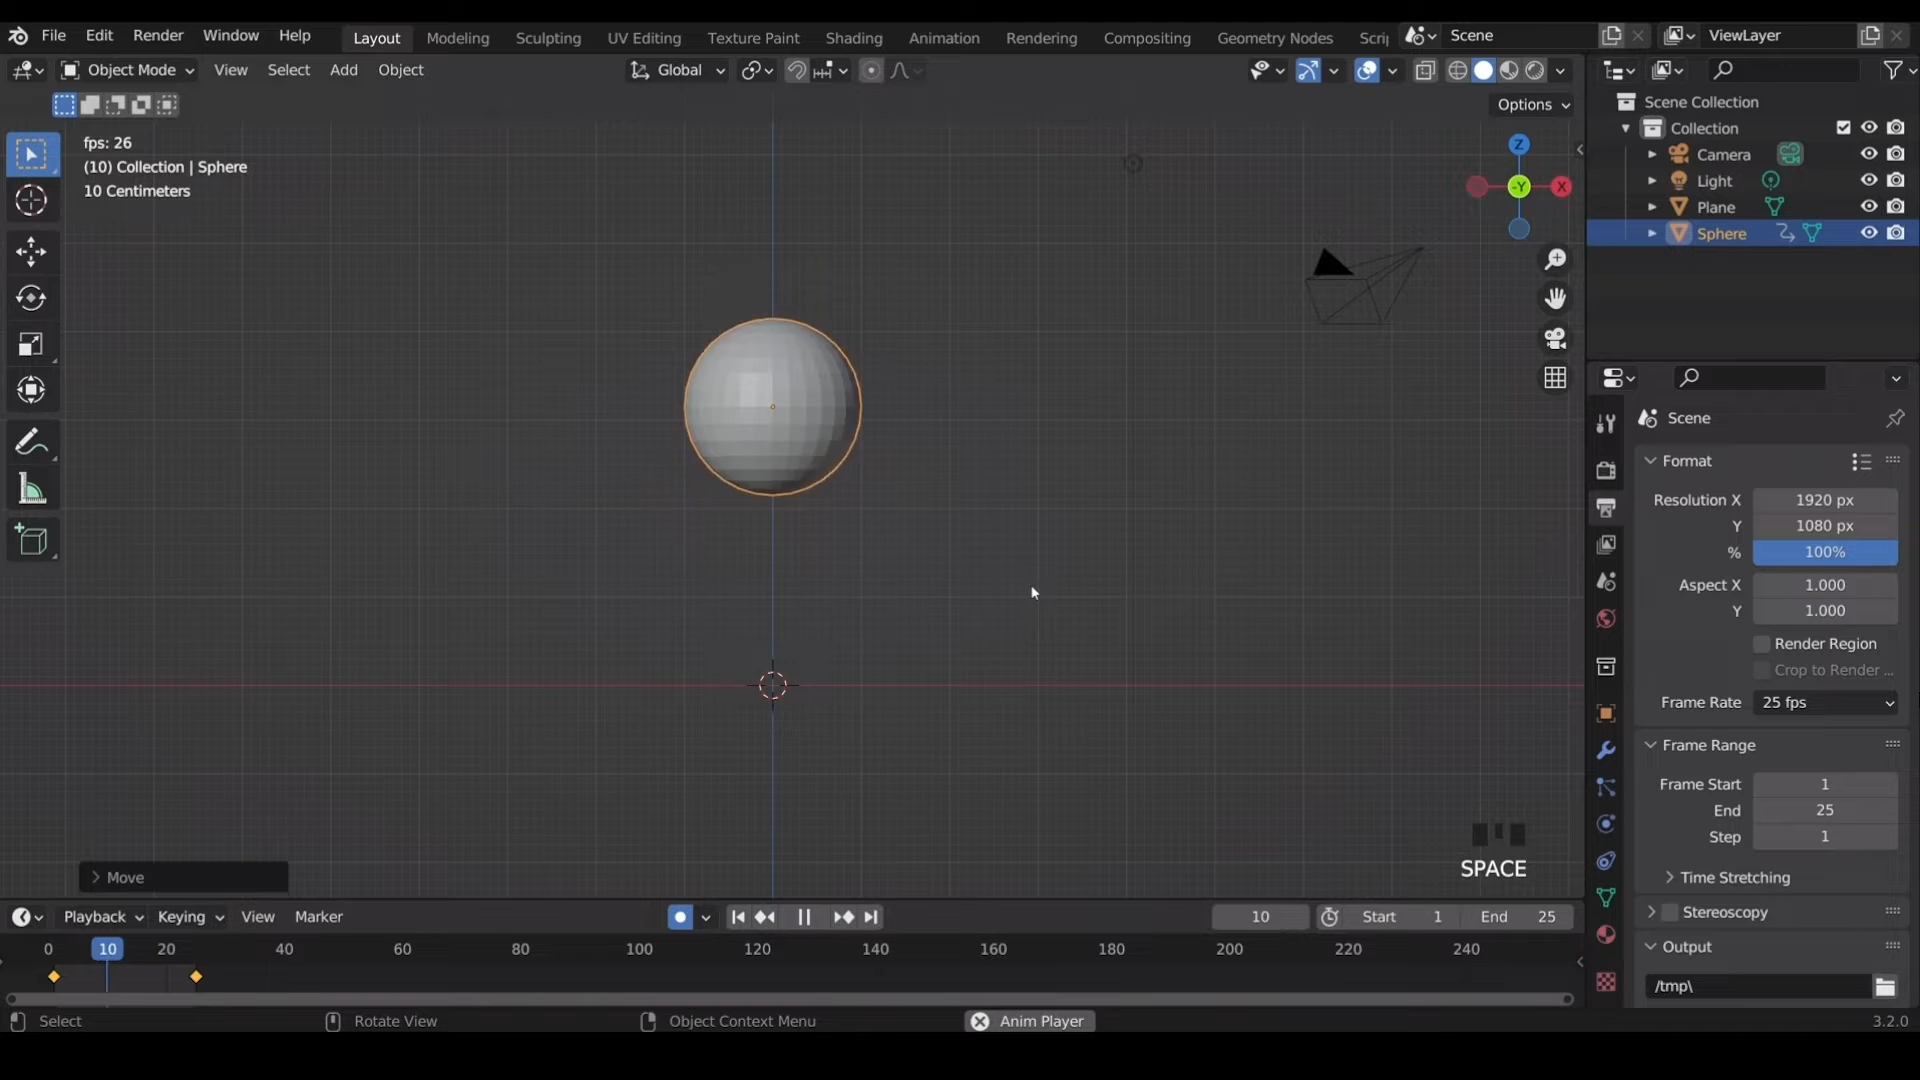 File Edit Render Window Help Layout Modeling Sculpting UV Editing Texture Paint Shading Animation Rendering Compositing Geometry Nodes Scrip Scene ViewLayer
Object Mode View Select Add Object Global
Options
fps: 26
(10) Collection | Sphere
10 Centimeters
Z
-Y
X
Scene Collection
Collection
Camera
Light
Plane
Sphere
Scene
Format
Resolution X 1920 px
Y 1080 px
% 100%
Aspect X 1.000
Y 1.000
Render Region
Crop to Render ...
Frame Rate 25 fps
Frame Range
Frame Start 1
End 25
Step 1
Time Stretching
Stereoscopy
Output
/tmp\
SPACE
Move
Playback Keying View Marker 10 Start 1 End 25
0 10 20 40 60 80 100 120 140 160 180 200 220 240
Select Rotate View Object Context Menu Anim Player 3.2.0